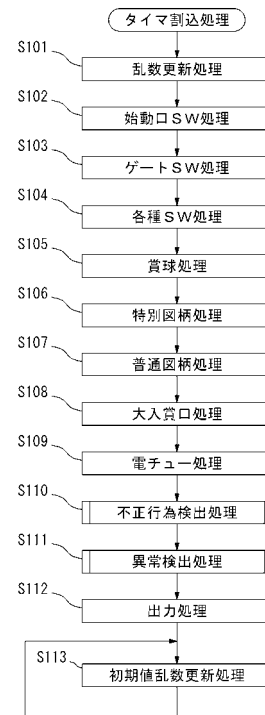 タイマ割込処理
S101
乱数更新処理
S102
始動口SW処理
S103
ゲートSW処理
S104
各種SW処理
S105
賞球処理
S106
特別図柄処理
S107
普通図柄処理
S108
大入賞口処理
S109
電チュー処理
S110
不正行為検出処理
S111
異常検出処理
S112
出力処理
S113
初期値乱数更新処理